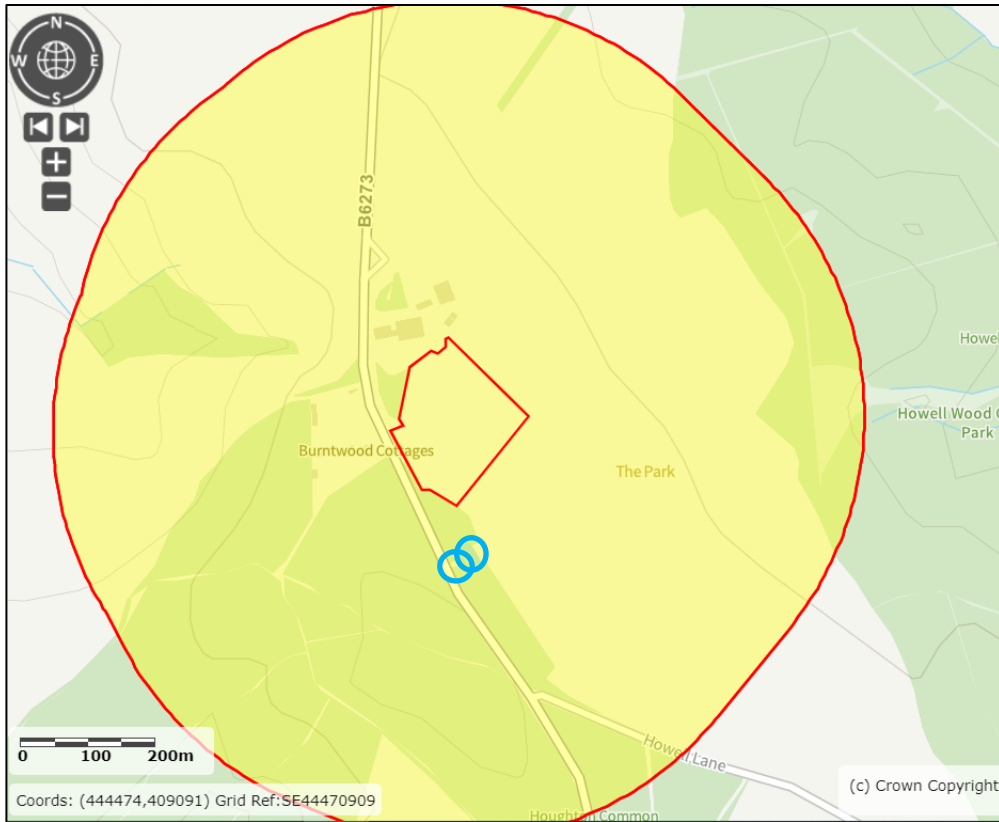 N
W E
S
B6273
Howel
Howell Wood C
Park
Burntwood Cottages
The Park
Howell Lane
0 100 200m
(c) Crown Copyright
Coords: (444474,409091) Grid Ref:SE44470909
Houghton Common